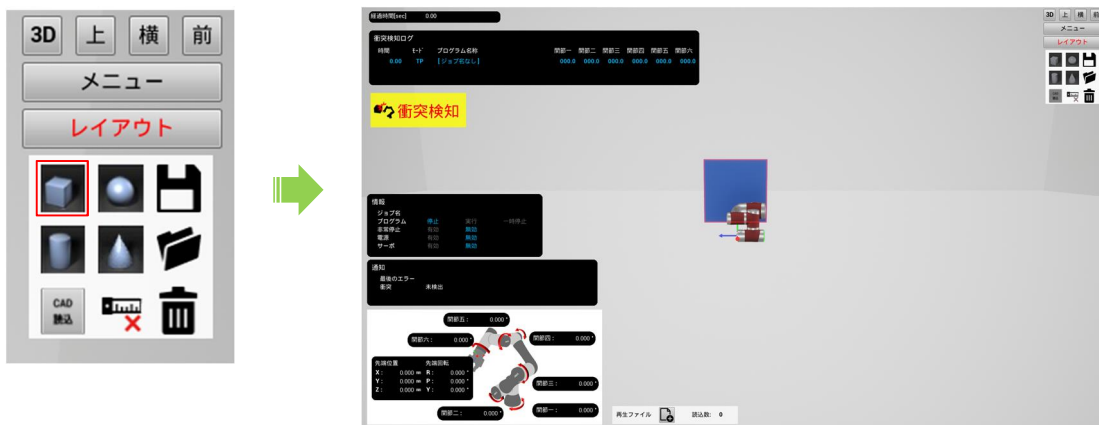 3D 上 横 前
メニュー
レイアウト
CAD
読込
経過時間[sec] 0.00
衝突検知ログ
時間 モード プログラム名称 関節一 関節二 関節三 関節四 関節五 関節六
0.00 TP [ジョブ名なし] 000.0 000.0 000.0 000.0 000.0 000.0
衝突検知
情報
ジョブ名
プログラム 停止 実行 一時停止
非常停止 有効 無効
電源 有効 無効
サーボ 有効 無効
通知
最後のエラー
衝突 未検出
関節五： 0.000 °
関節六： 0.000 °
関節四： 0.000 °
先端位置 先端回転
X： 0.000 mm R： 0.000 °
Y： 0.000 mm P： 0.000 °
Z： 0.000 mm Y： 0.000 °
関節三： 0.000 °
関節二： 0.000 °
関節一： 0.000 °
再生ファイル 読込数: 0
3D 上 横 前
メニュー
レイアウト